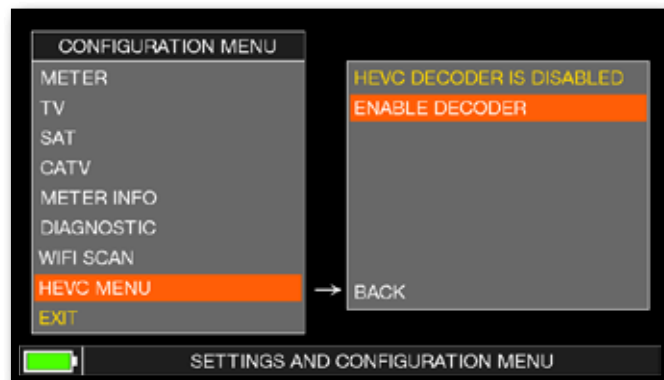 CONFIGURATION MENU
METER
TV
SAT
CATV
METER INFO
DIAGNOSTIC
WIFI SCAN
HEVC MENU
EXIT
HEVC DECODER IS DISABLED
ENABLE DECODER
BACK
SETTINGS AND CONFIGURATION MENU